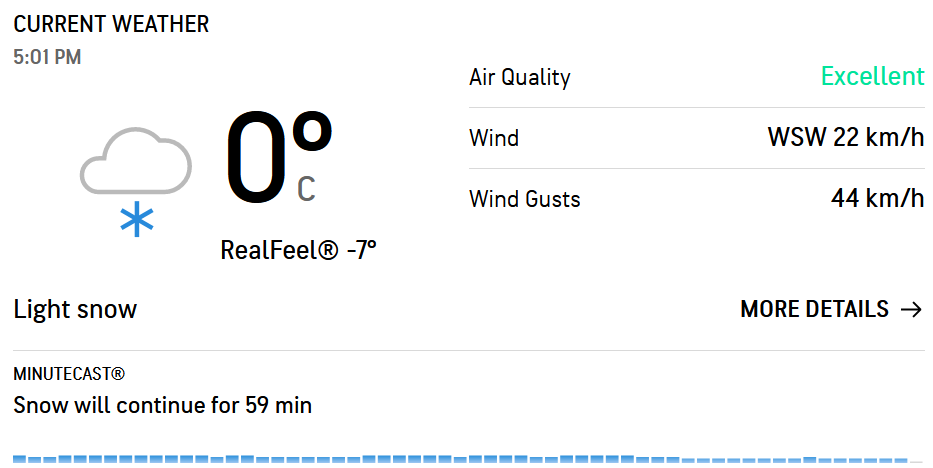 CURRENT WEATHER
5:01 PM
0°
C
RealFeel® -7°
Light snow
Air Quality Excellent
Wind WSW 22 km/h
Wind Gusts 44 km/h
MORE DETAILS →
MINUTECAST®
Snow will continue for 59 min